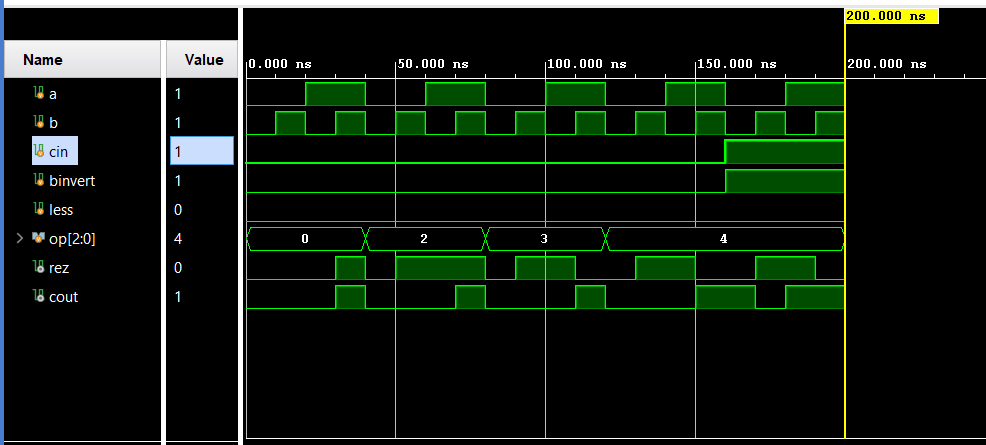 200.000 ns
Name Value
0.000 ns 50.000 ns 100.000 ns 150.000 ns 200.000 ns
a 1
b 1
cin 1
binvert 1
less 0
op[2:0] 4 0 2 3 4
rez 0
cout 1